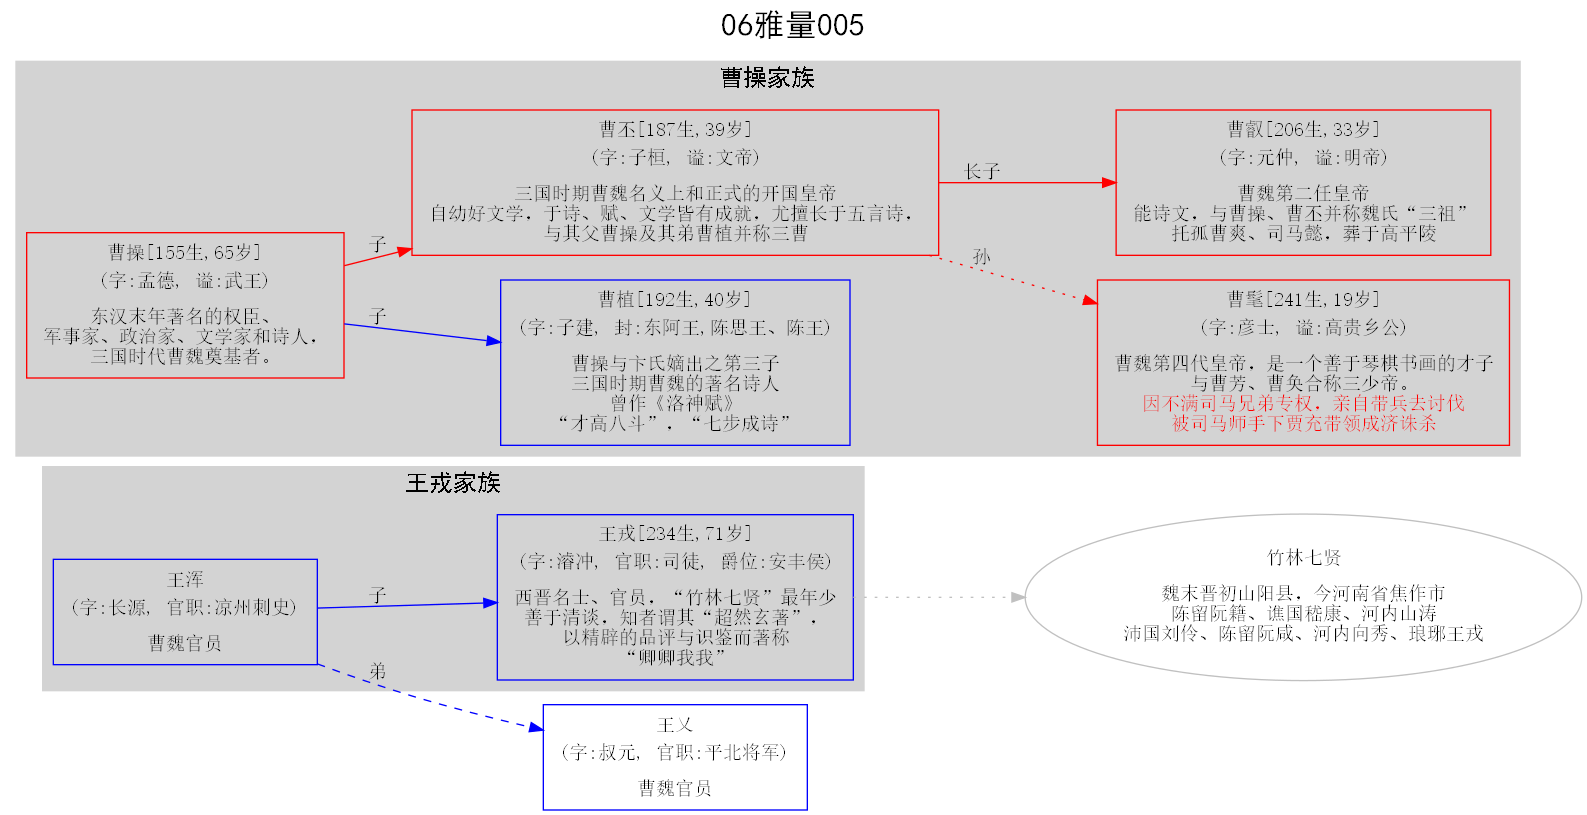 06雅量005
曹操家族
曹操[155生,65岁]
(字:孟德, 谥:武王)
东汉末年著名的权臣、
军事家、政治家、文学家和诗人，
三国时代曹魏奠基者。
子
子
曹丕[187生,39岁]
(字:子桓, 谥:文帝)
三国时期曹魏名义上和正式的开国皇帝
自幼好文学，于诗、赋、文学皆有成就，尤擅长于五言诗，
与其父曹操及其弟曹植并称三曹
曹植[192生,40岁]
(字:子建, 封:东阿王,陈思王、陈王)
曹操与卞氏嫡出之第三子
三国时期曹魏的著名诗人
曾作《洛神赋》
“才高八斗”，“七步成诗”
长子
孙
曹叡[206生,33岁]
(字:元仲, 谥:明帝)
曹魏第二任皇帝
能诗文，与曹操、曹丕并称魏氏“三祖”
托孤曹爽、司马懿，葬于高平陵
曹髦[241生,19岁]
(字:彦士, 谥:高贵乡公)
曹魏第四代皇帝，是一个善于琴棋书画的才子
与曹芳、曹奂合称三少帝。
因不满司马兄弟专权，亲自带兵去讨伐
被司马师手下贾充带领成济诛杀
王戎家族
王浑
(字:长源, 官职:凉州刺史)
曹魏官员
子
弟
王戎[234生,71岁]
(字:濬冲, 官职:司徒, 爵位:安丰侯)
西晋名士、官员，“竹林七贤”最年少
善于清谈，知者谓其“超然玄著”，
以精辟的品评与识鉴而著称
“卿卿我我”
王乂
(字:叔元, 官职:平北将军)
曹魏官员
竹林七贤
魏末晋初山阳县，今河南省焦作市
陈留阮籍、谯国嵇康、河内山涛
沛国刘伶、陈留阮咸、河内向秀、琅琊王戎